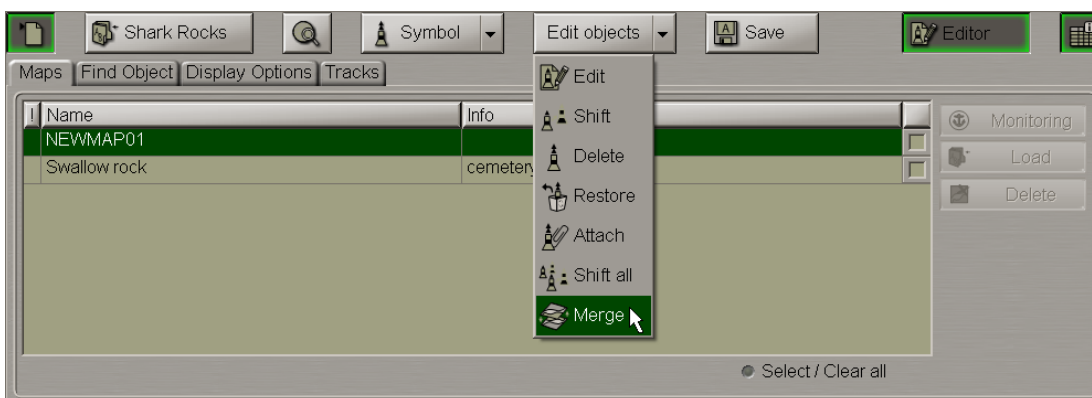 Shark Rocks Symbol Edit objects Save Editor
Maps Find Object Display Options Tracks
! Name Info
NEWMAP01
Swallow rock cemetery
Edit
Shift
Delete
Restore
Attach
Shift all
Merge
Monitoring
Load
Delete
Select / Clear all